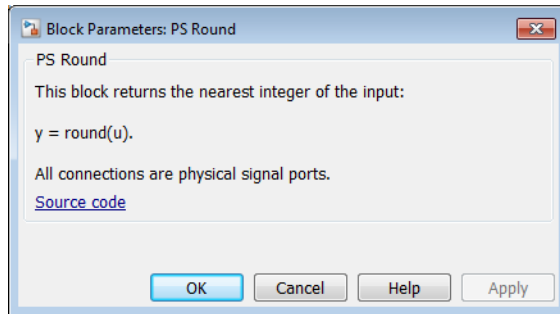 Block Parameters: PS Round
PS Round
This block returns the nearest integer of the input:
y = round(u).
All connections are physical signal ports.
Source code
OK Cancel Help Apply